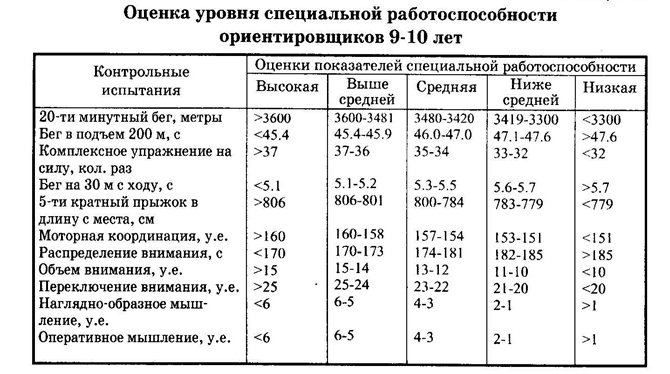 Оценка уровня специальной работоспособности
ориентировщиков 9-10 лет
Контрольные испытания Оценки показателей специальной работоспособности
Высокая Выше средней Средняя Ниже средней Низкая
20-ти минутный бег, метры >3600 3600-3481 3480-3420 3419-3300 <3300
Бег в подъем 200 м, с <45.4 45.4-45.9 46.0-47.0 47.1-47.6 >47.6
Комплексное упражнение на >37 37-36 35-34 33-32 <32
силу, кол. раз
Бег на 30 м с ходу, с <5.1 5.1-5.2 5.3-5.5 5.6-5.7 >5.7
5-ти кратный прыжок в >806 806-801 800-784 783-779 <779
длину с места, см
Моторная координация, у.е. >160 160-158 157-154 153-151 <151
Распределение внимания, с <170 170-173 174-181 182-185 >185
Объем внимания, у.е. >15 15-14 13-12 11-10 <10
Переключение внимания, у.е. >25 25-24 23-22 21-20 <20
Наглядно-образное мыш- <6 6-5 4-3 2-1 >1
ление, у.е.
Оперативное мышление, у.е. <6 6-5 4-3 2-1 >1